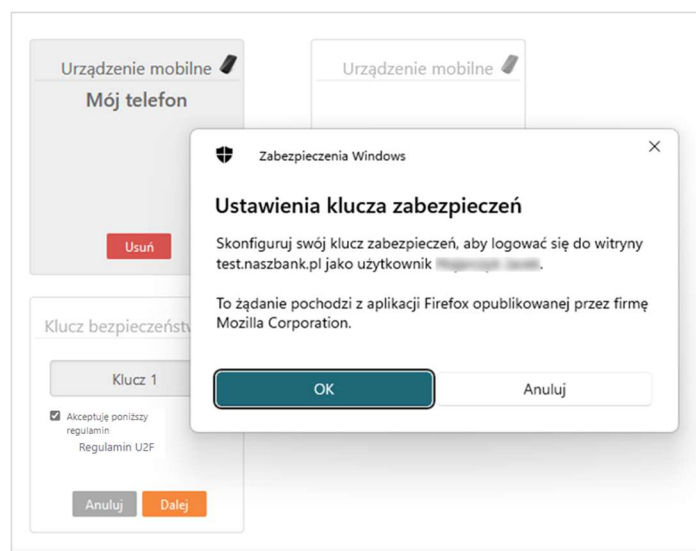 Urządzenie mobilne
Mój telefon
Usuń
Urządzenie mobilne
Zabezpieczenia Windows
Ustawienia klucza zabezpieczeń
Skonfiguruj swój klucz zabezpieczeń, aby logować się do witryny
test.naszbank.pl jako użytkownik .
To żądanie pochodzi z aplikacji Firefox opublikowanej przez firmę
Mozilla Corporation.
OK
Anuluj
Klucz
Klucz 1
Akceptuję poniższy
regulamin
Regulamin U2F
Anuluj
Dalej